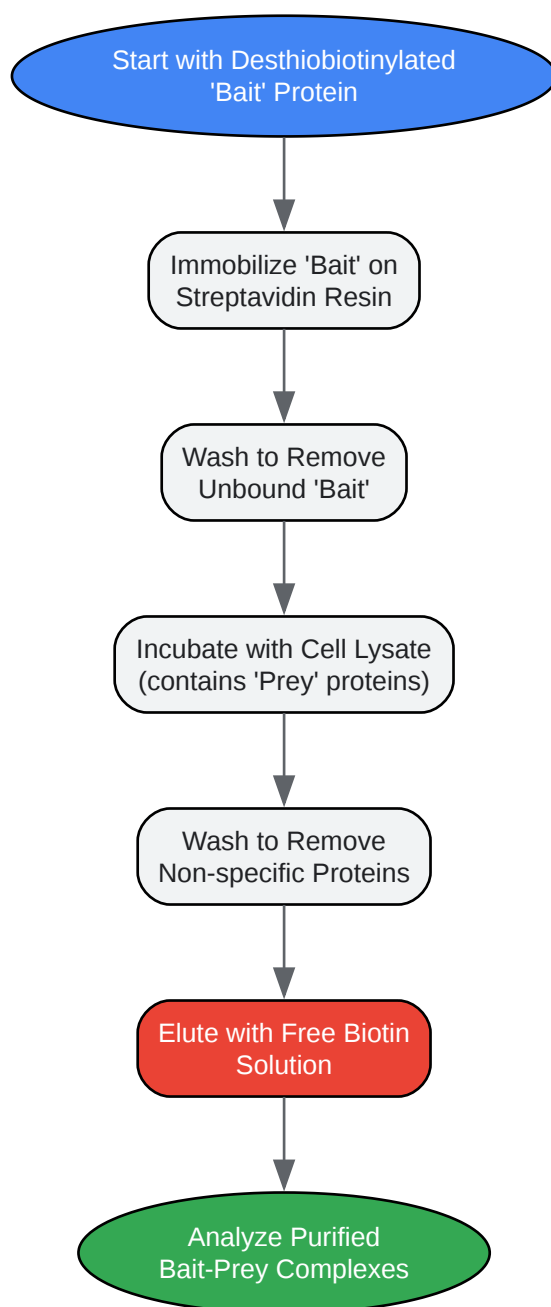 Start with Desthiobiotinylated
'Bait' Protein
Immobilize 'Bait' on
Streptavidin Resin
Wash to Remove
Unbound 'Bait'
Incubate with Cell Lysate
(contains 'Prey' proteins)
Wash to Remove
Non-specific Proteins
Elute with Free Biotin
Solution
Analyze Purified
Bait-Prey Complexes